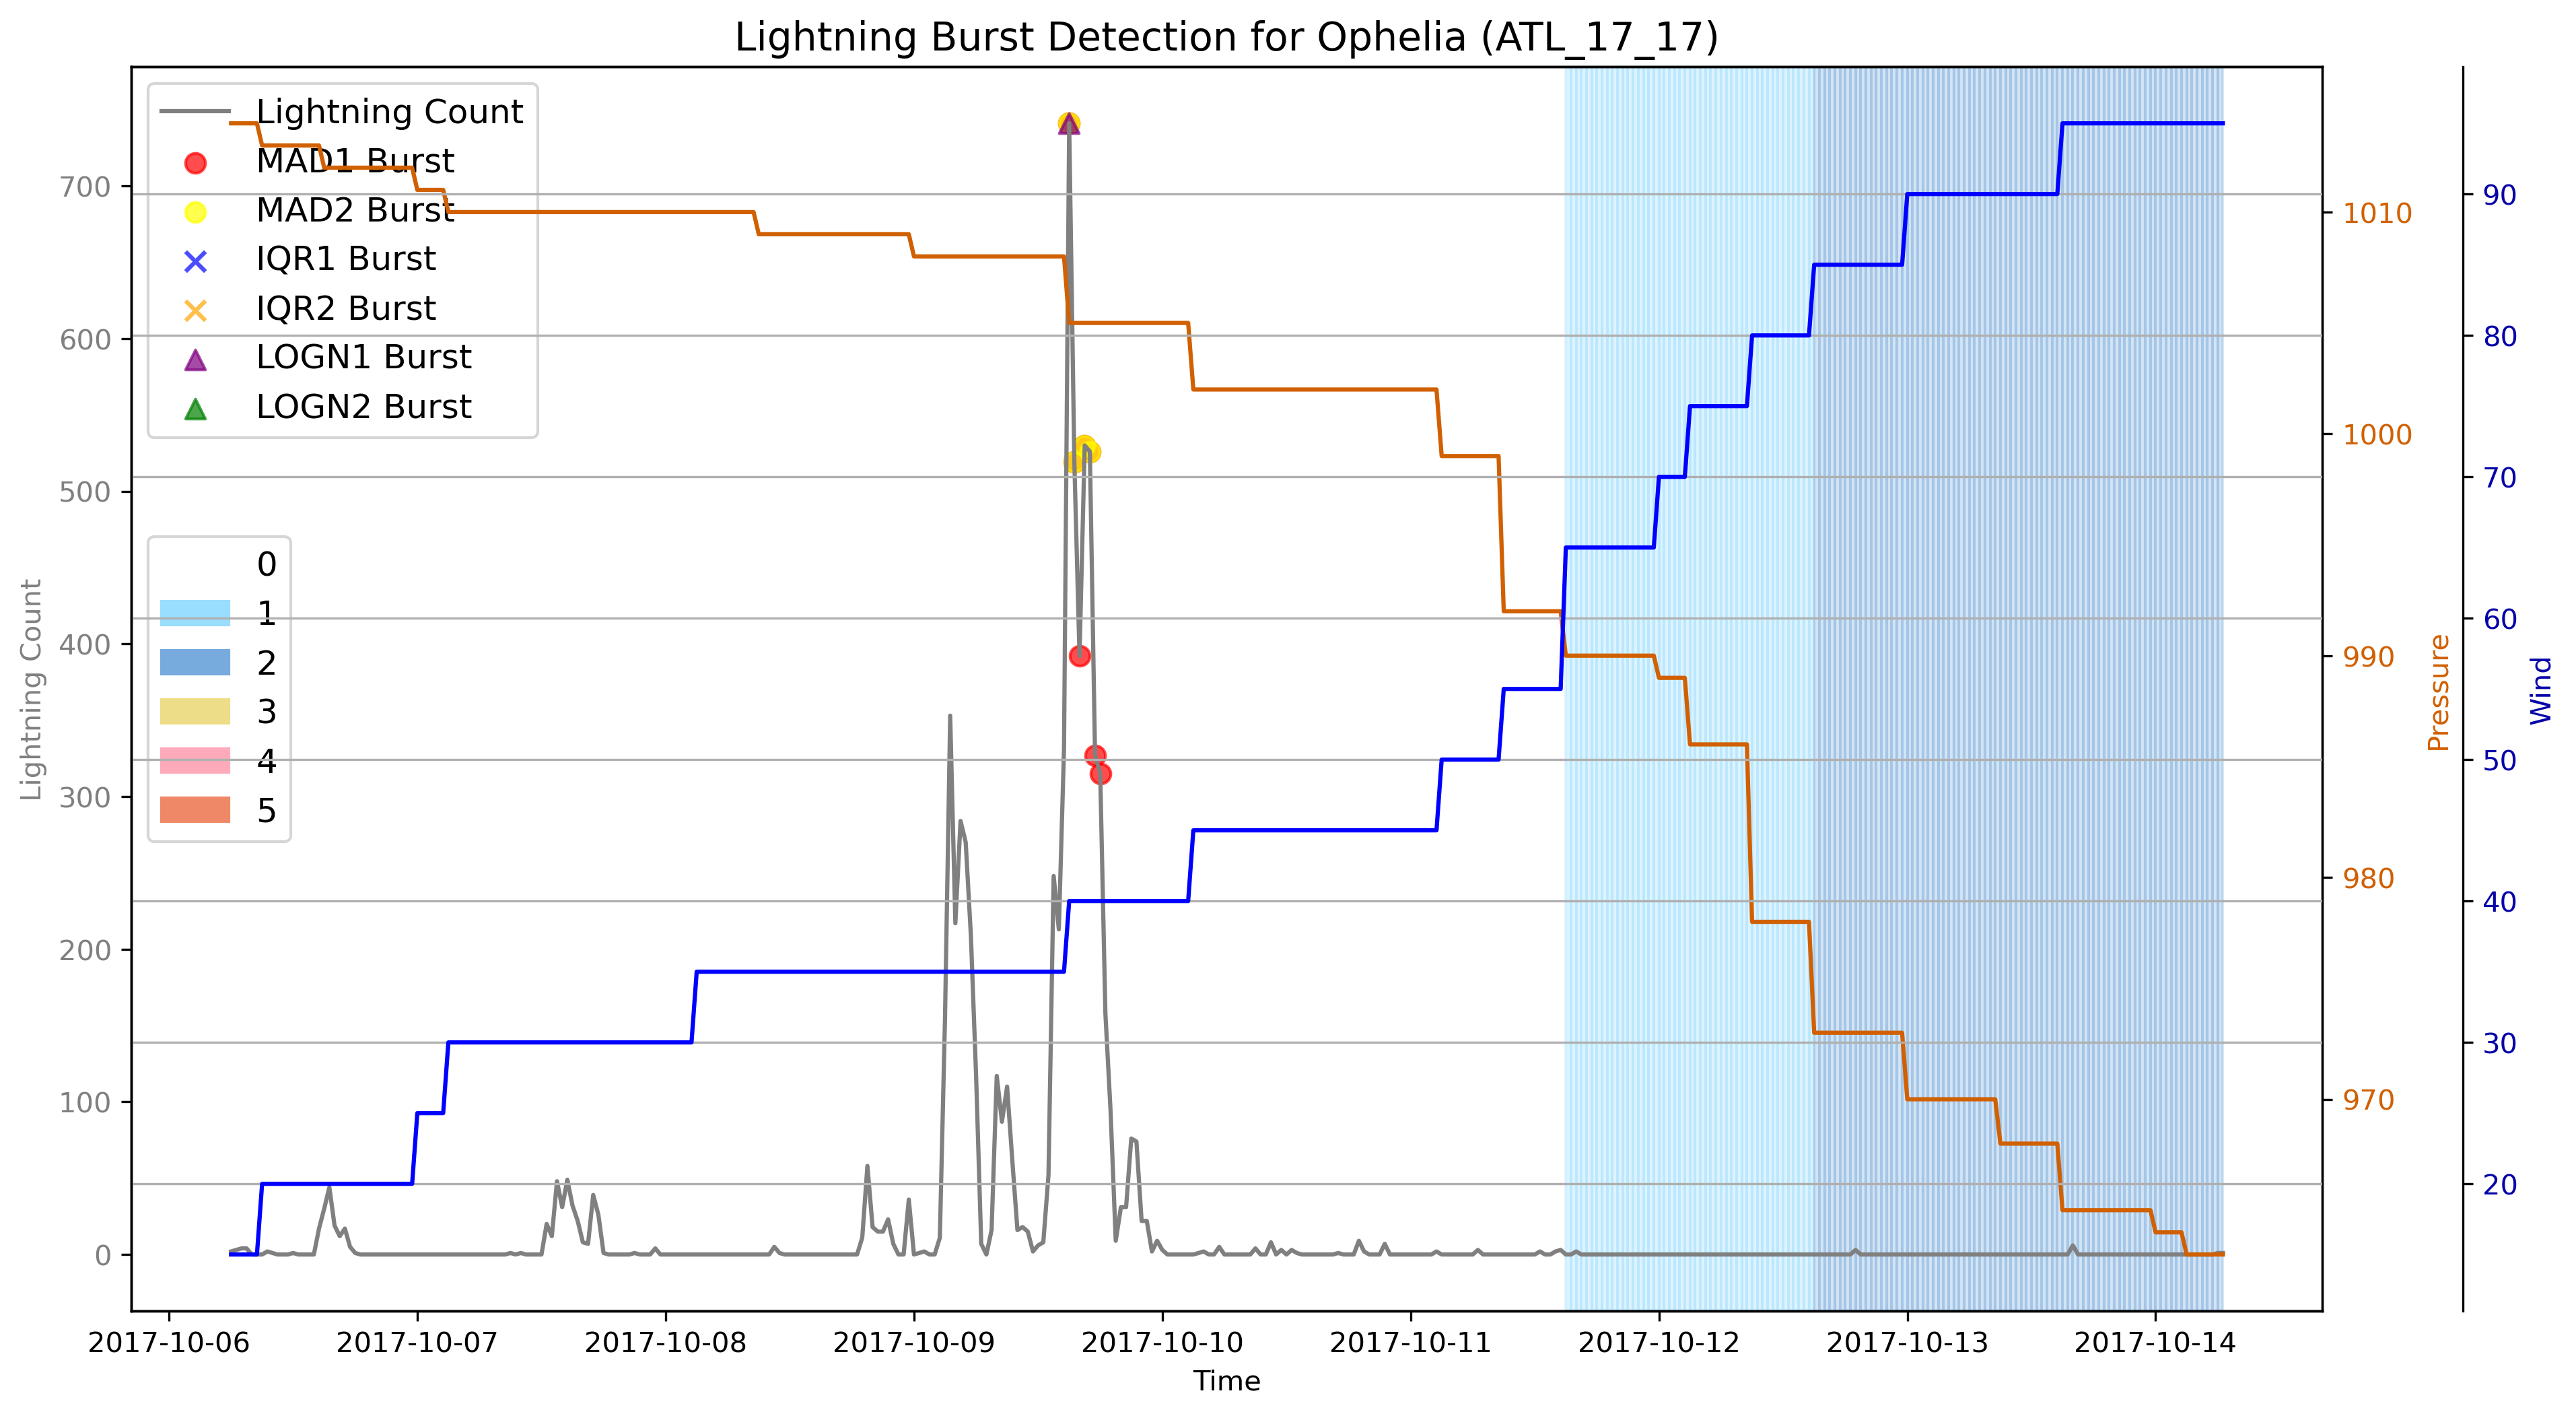 Lightning Burst Detection for Ophelia (ATL_17_17)
Lightning Count
MAD1 Burst
MAD2 Burst
IQR1 Burst
IQR2 Burst
LOGN1 Burst
LOGN2 Burst
0
1
2
3
4
5
Lightning Count
700
600
500
400
300
200
100
0
1010
1000
990
980
970
Pressure
90
80
70
60
50
40
30
20
Wind
2017-10-06 2017-10-07 2017-10-08 2017-10-09 2017-10-10 2017-10-11 2017-10-12 2017-10-13 2017-10-14
Time